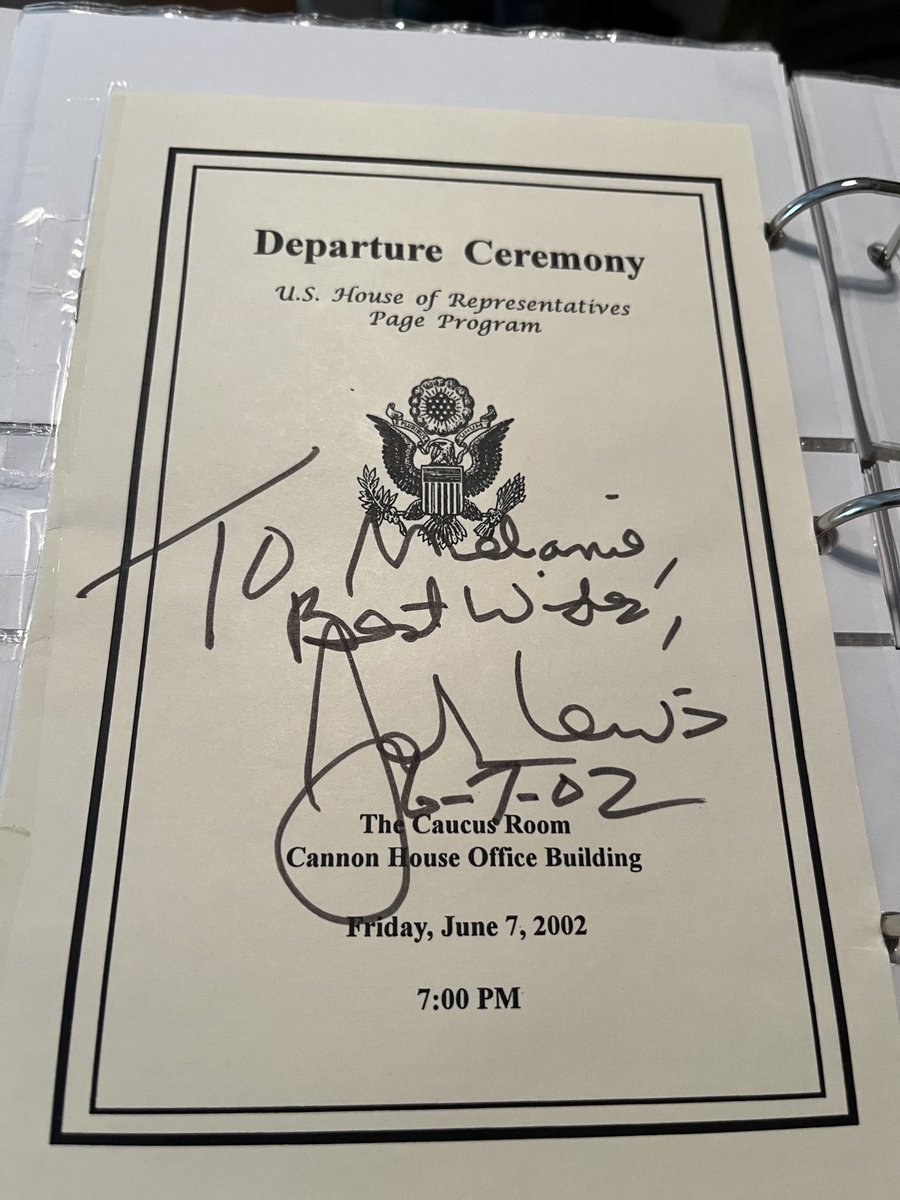 Departure Ceremony
U.S. House of Representatives
Page Program
To Melanie,
Best Wishes,
John Lewis
6-7-02
The Caucus Room
Cannon House Office Building
Friday, June 7, 2002
7:00 PM